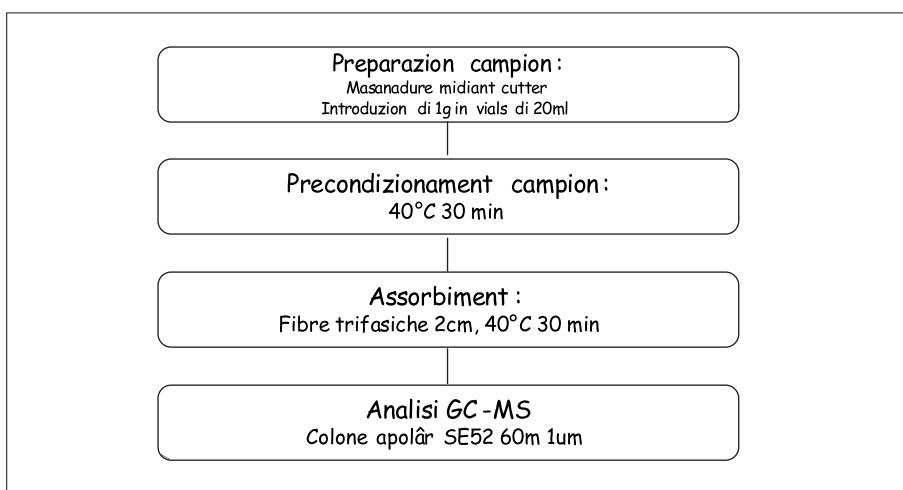 Preparazion campion:
Masanadure midiant cutter
Introduzion di 1g in vials di 20ml
Precondizionament campion:
40°C 30 min
Assorbiment :
Fibre trifasiche 2cm, 40°C 30 min
Analisi GC-MS
Colone apolâr SE52 60m 1um